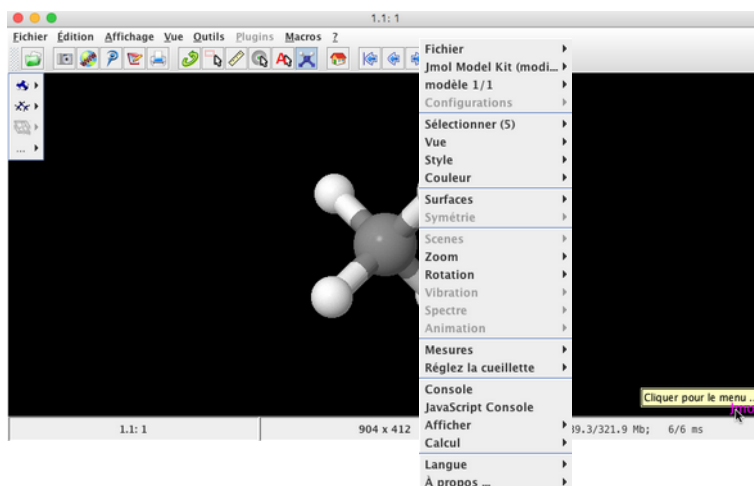 1.1: 1
Fichier Édition Affichage Vue Outils Plugins Macros ?
Fichier
Jmol Model Kit (modi...
modèle 1/1
Configurations
Sélectionner (5)
Vue
Style
Couleur
Surfaces
Symétrie
Scenes
Zoom
Rotation
Vibration
Spectre
Animation
Mesures
Réglez la cueillette
Console
JavaScript Console
Afficher
Calcul
Langue
À propos ...
...
Cliquer pour le menu ...
1.1: 1
904 x 412
39.3/321.9 Mb; 6/6 ms